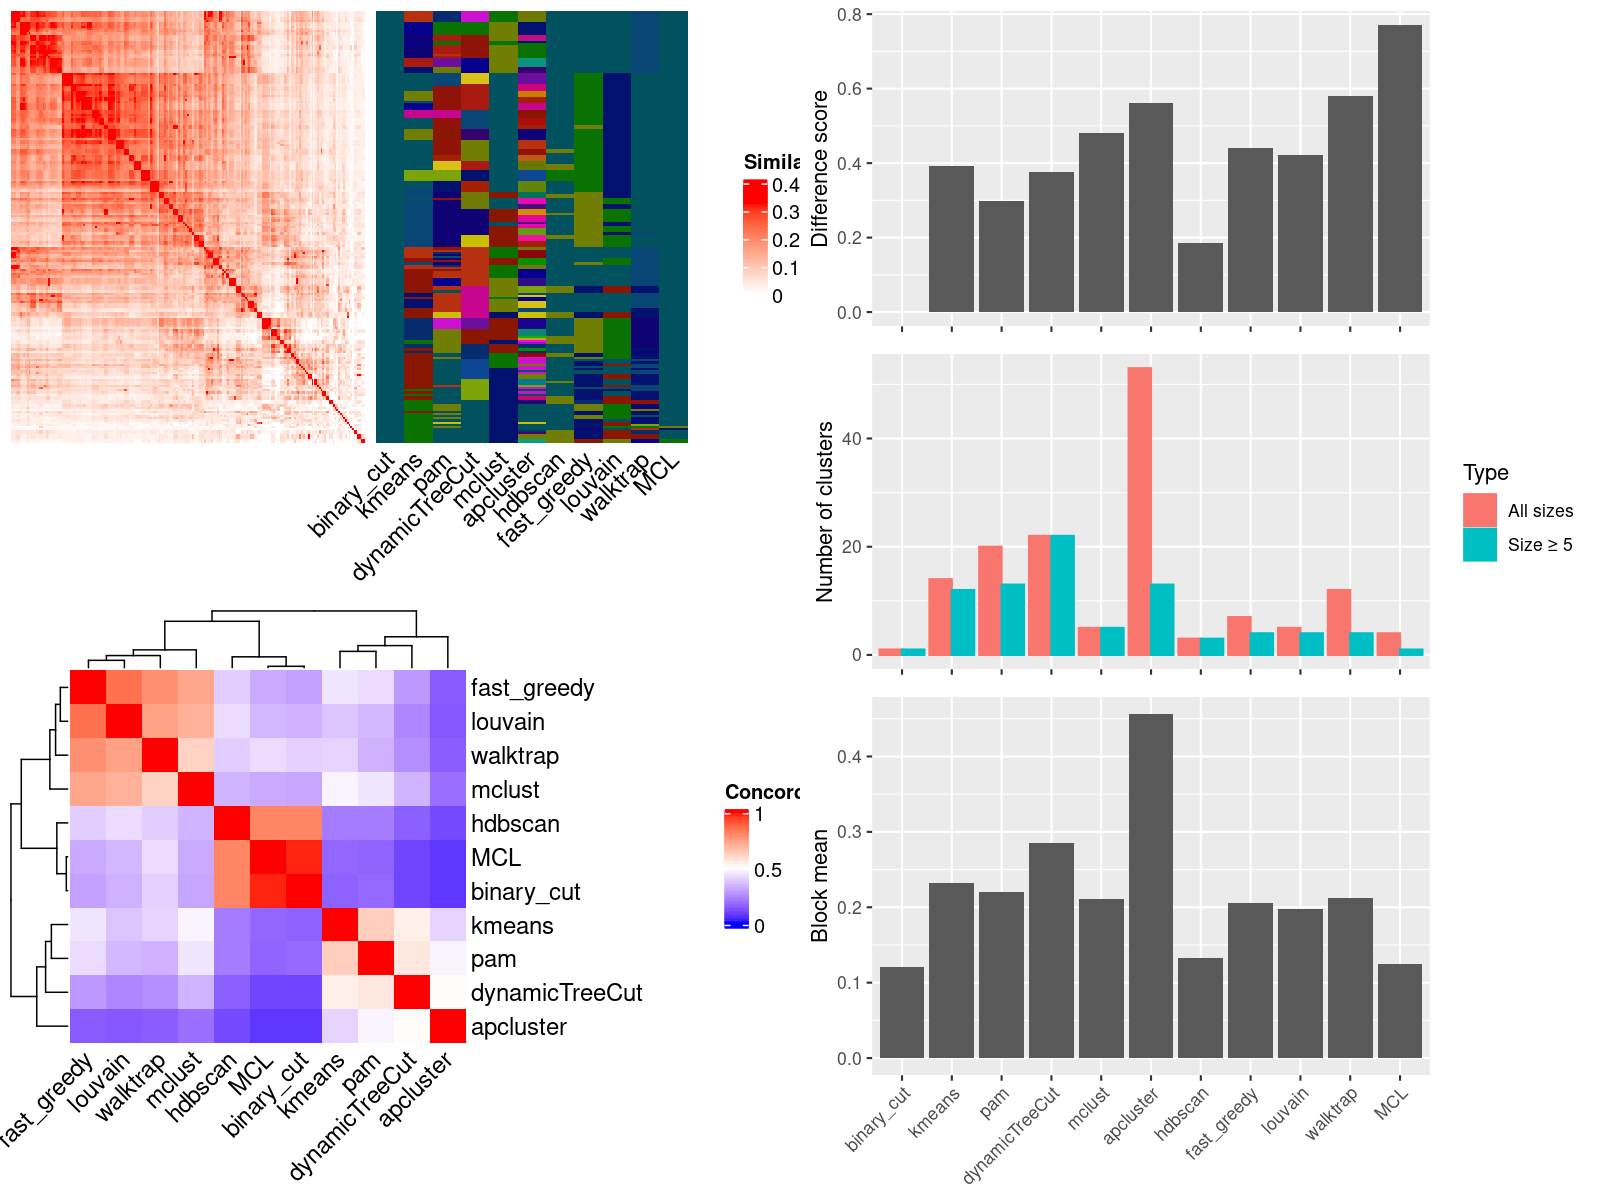 Simila
0.4
0.3
0.2
0.1
0
binary_cut
kmeans
pam
dynamicTreeCut
mclust
apcluster
hdbscan
fast_greedy
louvain
walktrap
MCL
fast_greedy
louvain
walktrap
mclust
hdbscan
MCL
binary_cut
kmeans
pam
dynamicTreeCut
apcluster
fast_greedy
louvain
walktrap
mclust
hdbscan
MCL
binary_cut
kmeans
pam
dynamicTreeCut
apcluster
Concord
1
0.5
0
Difference score
0.8
0.6
0.4
0.2
0.0
Number of clusters
40
20
0
Type
All sizes
Size ≥ 5
Block mean
0.4
0.3
0.2
0.1
0.0
binary_cut
kmeans
pam
dynamicTreeCut
mclust
apcluster
hdbscan
fast_greedy
louvain
walktrap
MCL